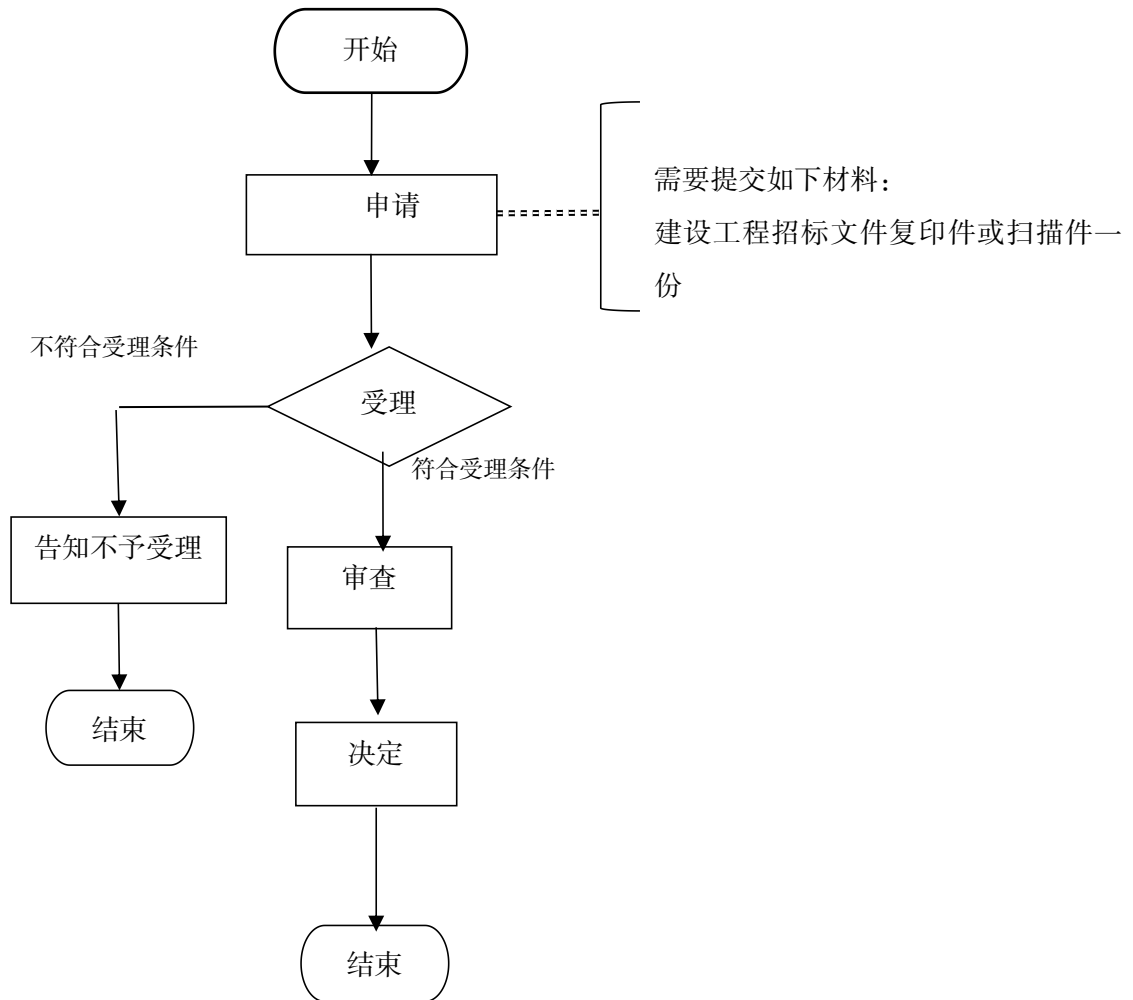 开始
申请
需要提交如下材料：
建设工程招标文件复印件或扫描件一
份
不符合受理条件
受理
符合受理条件
告知不予受理
审查
结束
决定
结束